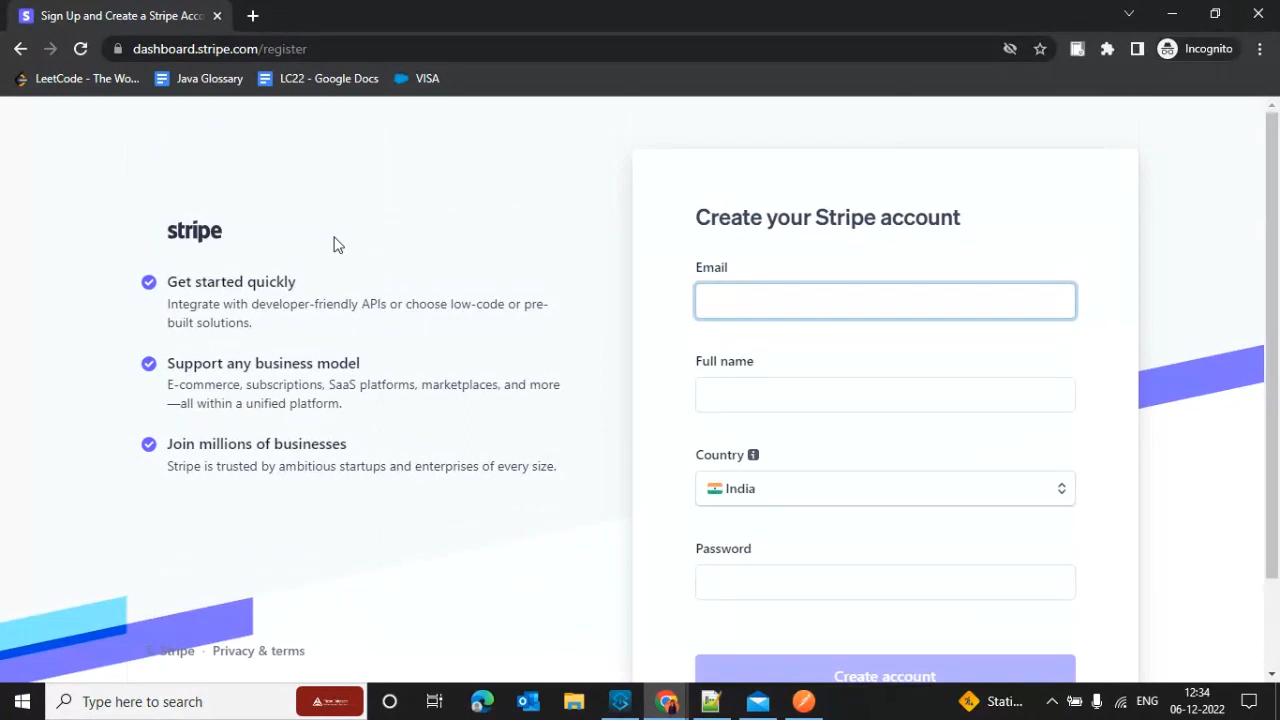 Sign Up and Create a Stripe Acco
dashboard.stripe.com/register
Incognito
LeetCode - The Wo...
Java Glossary
LC22 - Google Docs
VISA
stripe
Get started quickly
Integrate with developer-friendly APIs or choose low-code or pre-
built solutions.
Support any business model
E-commerce, subscriptions, SaaS platforms, marketplaces, and more
—all within a unified platform.
Join millions of businesses
Stripe is trusted by ambitious startups and enterprises of every size.
© Stripe · Privacy & terms
Create your Stripe account
Email
Full name
Country
India
Password
Create account
Type here to search
Stati...
ENG
12:34
06-12-2022